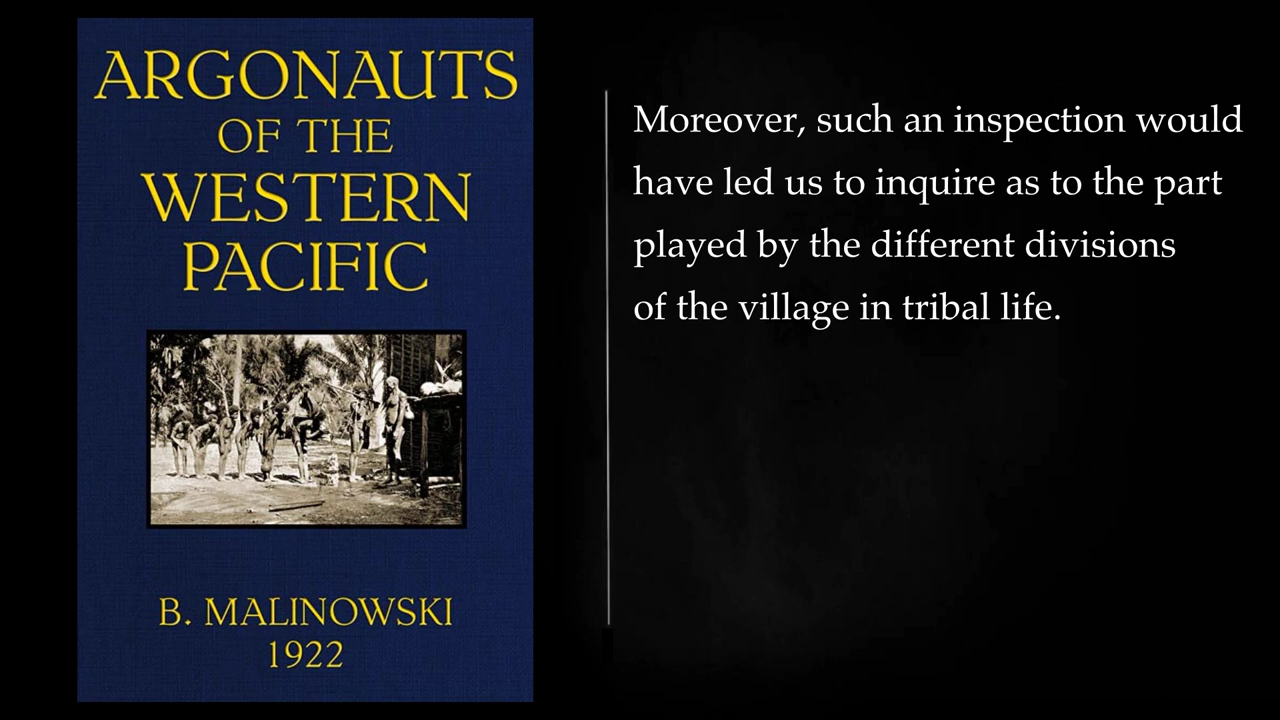 ARGONAUTS
OF THE
WESTERN
PACIFIC
B. MALINOWSKI
1922
Moreover, such an inspection would
have led us to inquire as to the part
played by the different divisions
of the village in tribal life.